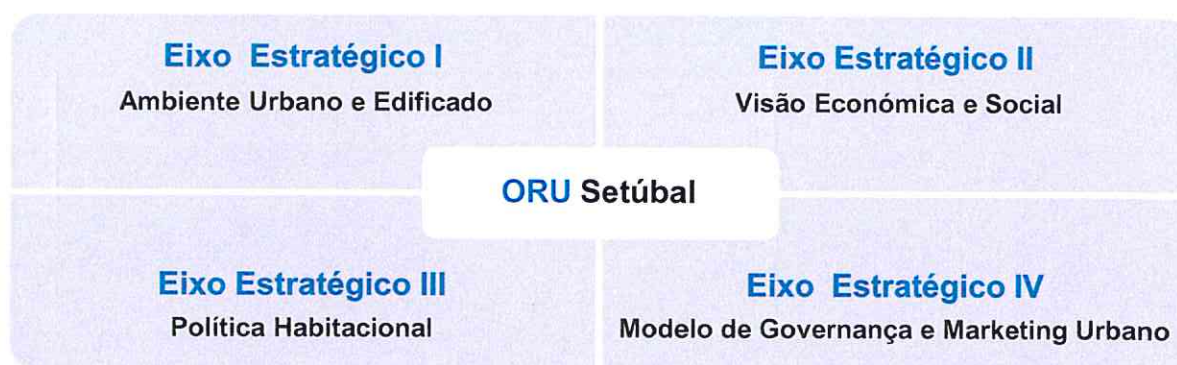 Eixo Estratégico I
Ambiente Urbano e Edificado
Eixo Estratégico II
Visão Económica e Social
ORU Setúbal
Eixo Estratégico III
Política Habitacional
Eixo Estratégico IV
Modelo de Governança e Marketing Urbano